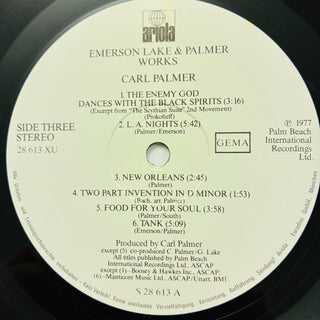 ariola
EMERSON LAKE & PALMER
WORKS
CARL PALMER
1. THE ENEMY GOD
DANCES WITH THE BLACK SPIRITS (3:16)
(Excerpt from "The Scythian Suite" 2nd Movement)
(Prokofieff)
2. L. A. NIGHTS (5:42)
(Palmer/Emerson)
SIDE THREE
STEREO
28 613 XU
GEMA
℗ 1977
Palm Beach
International
Recordings
Ltd.
3. NEW ORLEANS (2:45)
(Palmer)
4. TWO PART INVENTION IN D MINOR (1:53)
(Bach, arr. Palmer)
5. FOOD FOR YOUR SOUL (3:58)
(Palmer/South)
6. TANK (5:09)
(Emerson/Palmer)
Produced by Carl Palmer
except (5) co-produced C. Palmer/G. Lake
All titles published by Palm Beach
International Recordings Ltd., ASCAP
except (1)–Boosey & Hawkes Inc., ASCAP
(6)–Manticore Music Ltd. (ASCAP/Unart, BMI)
S 28 613 A